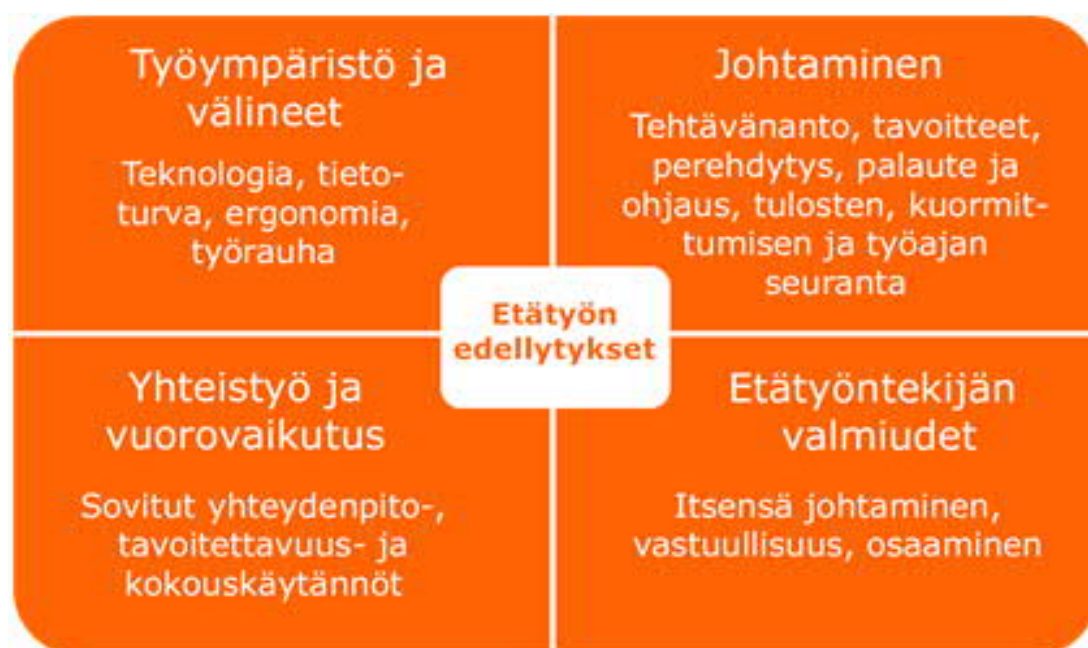 Työympäristö ja
välineet
Teknologia, tieto-
turva, ergonomia,
työrauha
Johtaminen
Tehtävänanto, tavoitteet,
perehdytys, palaute ja
ohjaus, tulosten, kuormit-
tumisen ja työajan
seuranta
Etätyön
edellytykset
Yhteistyö ja
vuorovaikutus
Sovitut yhteydenpito-,
tavoitettavuus- ja
kokouskäytännöt
Etätyöntekijän
valmiudet
Itsensä johtaminen,
vastuullisuus, osaaminen